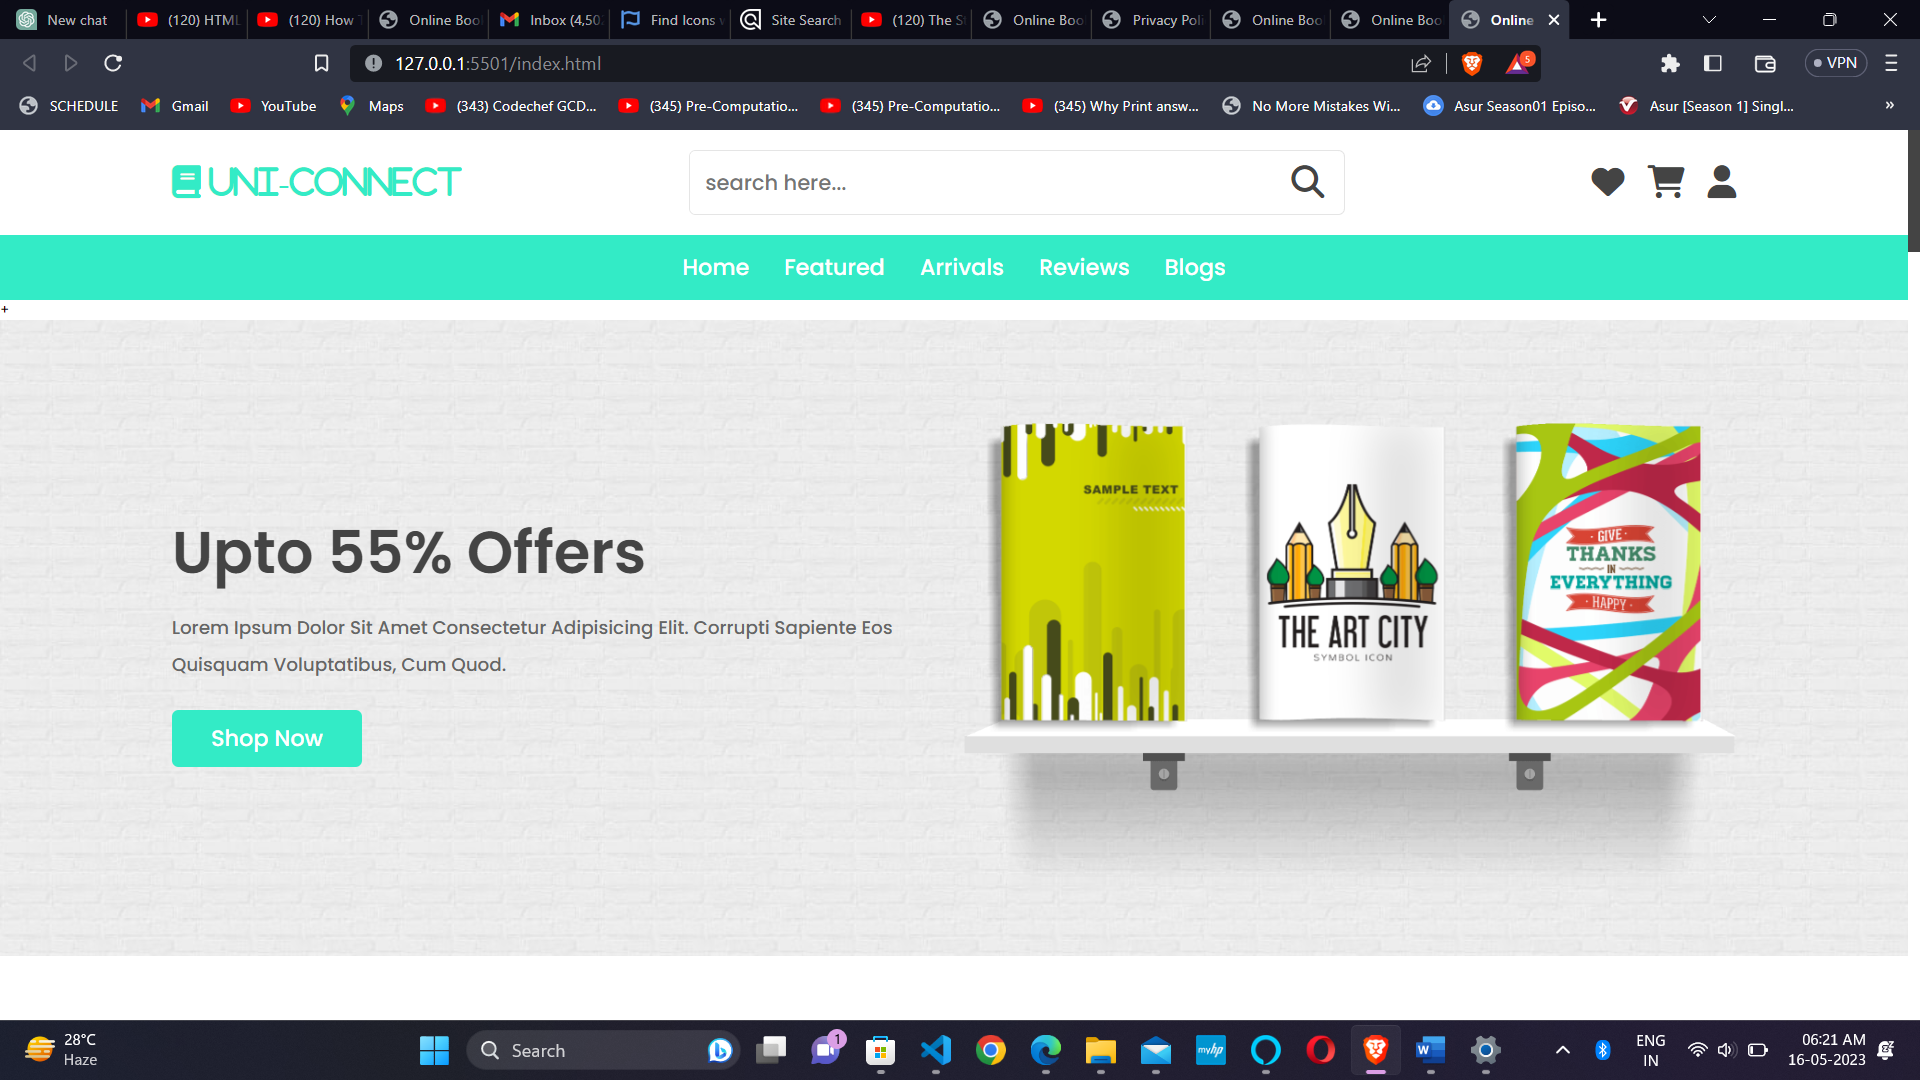 New chat
(120) HTML
(120) How T
Online Boo
Inbox (4,50
Find Icons w
Site Search
(120) The S
Online Boo
Privacy Poli
Online Boo
Online Boo
Online
127.0.0.1:5501/index.html
5
VPN
SCHEDULE
Gmail
YouTube
Maps
(343) Codechef GCD...
(345) Pre-Computatio...
(345) Pre-Computatio...
(345) Why Print answ...
No More Mistakes Wi...
Asur Season01 Episo...
Asur [Season 1] Singl...
»
UNI-CONNECT
search here...
Home Featured Arrivals Reviews Blogs
+
Upto 55% Offers
Lorem Ipsum Dolor Sit Amet Consectetur Adipisicing Elit. Corrupti Sapiente Eos
Quisquam Voluptatibus, Cum Quod.
Shop Now
SAMPLE TEXT
THE ART CITY
SYMBOL ICON
· GIVE ·
THANKS
IN
EVERYTHING
· HAPPY ·
28°C
Haze
Search
1
myhp
ENG
IN
06:21 AM
16-05-2023